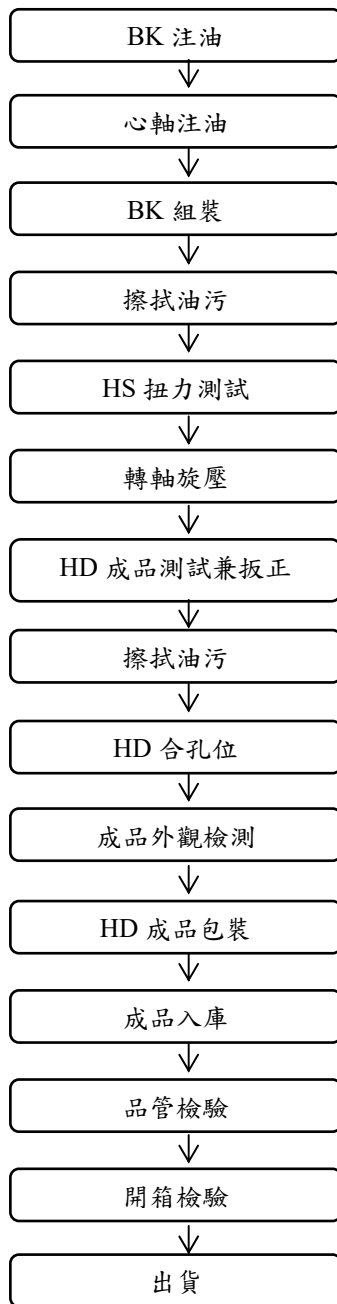 BK 注油
心軸注油
BK 組裝
擦拭油污
HS 扭力測試
轉軸旋壓
HD 成品測試兼扳正
擦拭油污
HD 合孔位
成品外觀檢測
HD 成品包裝
成品入庫
品管檢驗
開箱檢驗
出貨